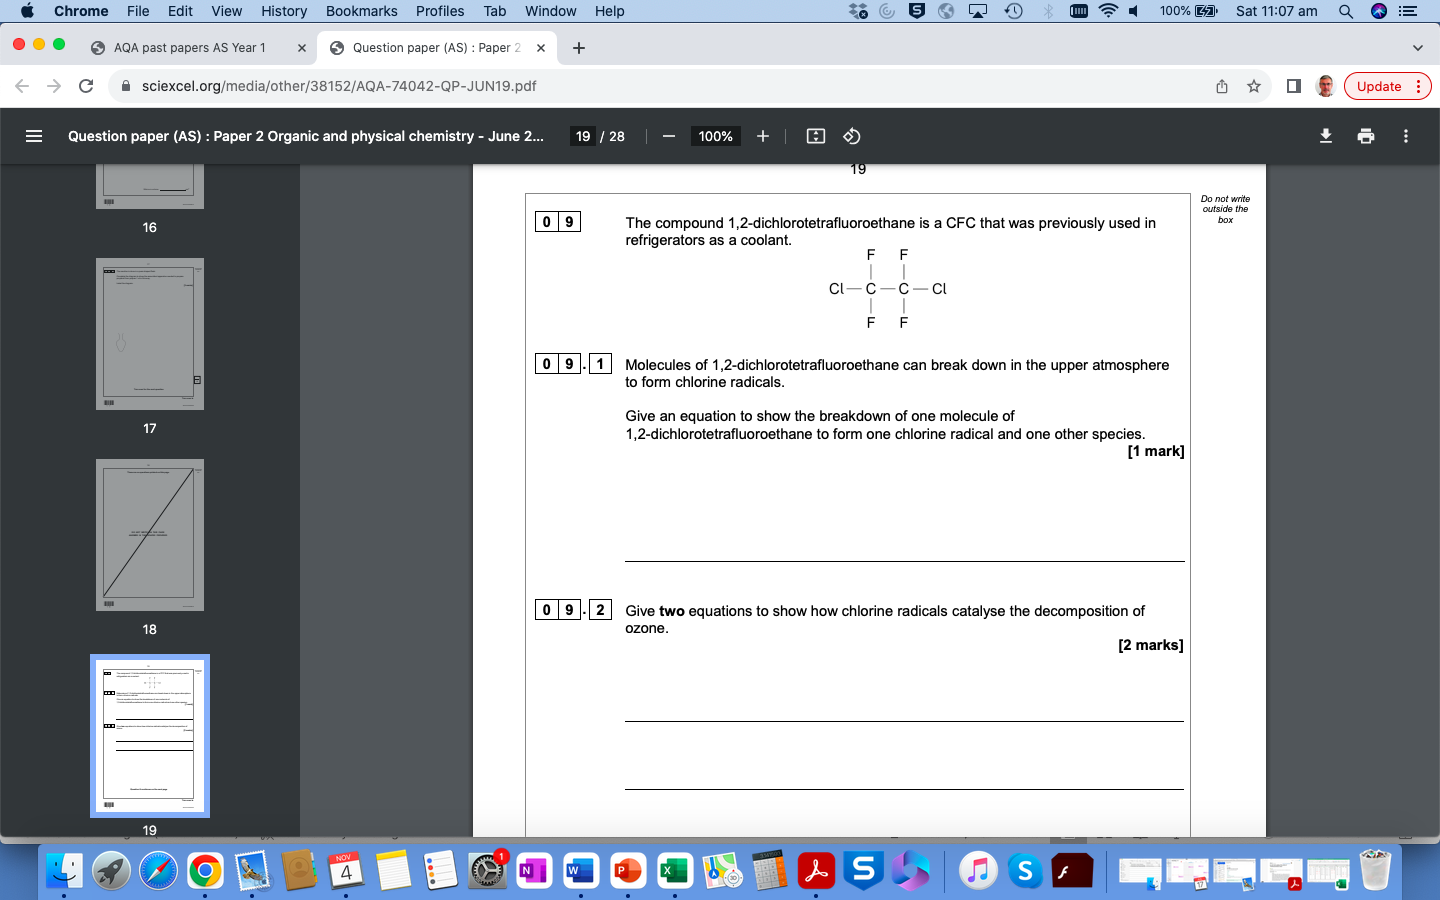 Chrome File Edit View History Bookmarks Profiles Tab Window Help 100% Sat 11:07 am
AQA past papers AS Year 1 Question paper (AS) : Paper 2
sciexcel.org/media/other/38152/AQA-74042-QP-JUN19.pdf Update
Question paper (AS) : Paper 2 Organic and physical chemistry - June 2... 19 / 28 100%
16
17
18
19
19
Do not write
outside the
box
0 9 The compound 1,2-dichlorotetrafluoroethane is a CFC that was previously used in
refrigerators as a coolant.
F F
Cl C C Cl
F F
0 9 . 1 Molecules of 1,2-dichlorotetrafluoroethane can break down in the upper atmosphere
to form chlorine radicals.
Give an equation to show the breakdown of one molecule of
1,2-dichlorotetrafluoroethane to form one chlorine radical and one other species.
[1 mark]
0 9 . 2 Give two equations to show how chlorine radicals catalyse the decomposition of
ozone.
[2 marks]
NOV
4
1
N
W
P
X
S
S